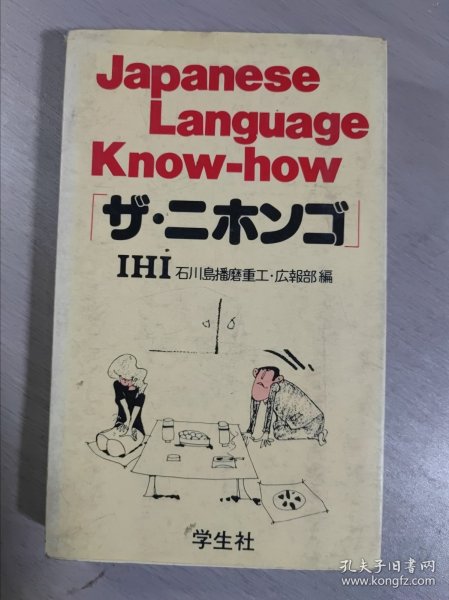 Japanese
Language
Know-how
「ザ・ニホンゴ」
IHI 石川島播磨重工・広報部 編
学生社
孔夫子旧书网
www.kongfz.com